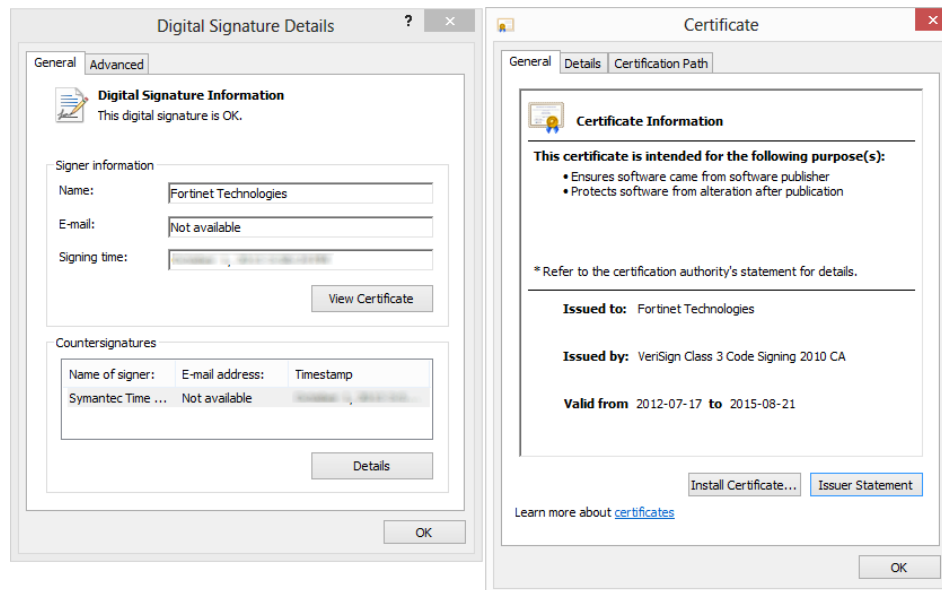 Digital Signature Details
?
General
Advanced
Digital Signature Information
This digital signature is OK.
Signer information
Name:
Fortinet Technologies
E-mail:
Not available
Signing time:
View Certificate
Countersignatures
Name of signer:
E-mail address:
Timestamp
Symantec Time ...
Not available
Details
OK
Certificate
General
Details
Certification Path
Certificate Information
This certificate is intended for the following purpose(s):
• Ensures software came from software publisher
• Protects software from alteration after publication
* Refer to the certification authority's statement for details.
Issued to: Fortinet Technologies
Issued by: VeriSign Class 3 Code Signing 2010 CA
Valid from 2012-07-17 to 2015-08-21
Install Certificate...
Issuer Statement
Learn more about certificates
OK